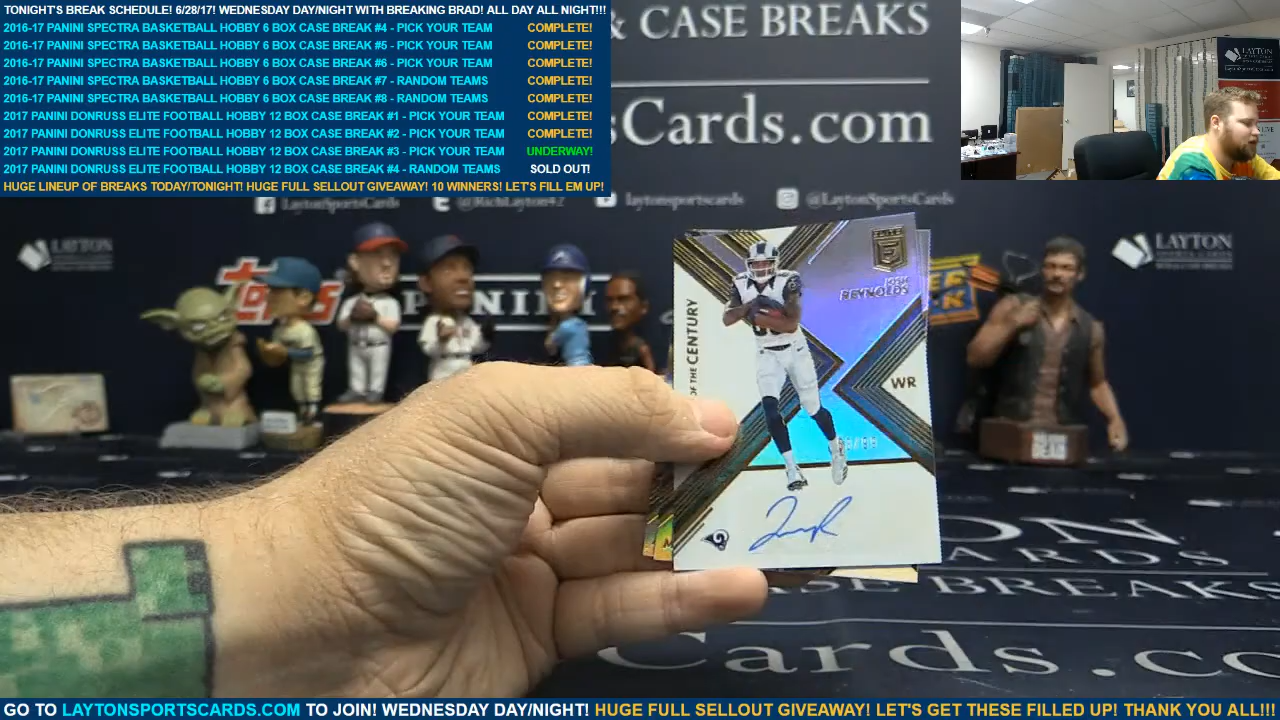 TONIGHT'S BREAK SCHEDULE! 6/28/17! WEDNESDAY DAY/NIGHT WITH BREAKING BRAD! ALL DAY ALL NIGHT!!!
2016-17 PANINI SPECTRA BASKETBALL HOBBY 6 BOX CASE BREAK #4 - PICK YOUR TEAM COMPLETE!
2016-17 PANINI SPECTRA BASKETBALL HOBBY 6 BOX CASE BREAK #5 - PICK YOUR TEAM COMPLETE!
2016-17 PANINI SPECTRA BASKETBALL HOBBY 6 BOX CASE BREAK #6 - PICK YOUR TEAM COMPLETE!
2016-17 PANINI SPECTRA BASKETBALL HOBBY 6 BOX CASE BREAK #7 - RANDOM TEAMS COMPLETE!
2016-17 PANINI SPECTRA BASKETBALL HOBBY 6 BOX CASE BREAK #8 - RANDOM TEAMS COMPLETE!
2017 PANINI DONRUSS ELITE FOOTBALL HOBBY 12 BOX CASE BREAK #1 - PICK YOUR TEAM COMPLETE!
2017 PANINI DONRUSS ELITE FOOTBALL HOBBY 12 BOX CASE BREAK #2 - PICK YOUR TEAM COMPLETE!
2017 PANINI DONRUSS ELITE FOOTBALL HOBBY 12 BOX CASE BREAK #3 - PICK YOUR TEAM UNDERWAY!
2017 PANINI DONRUSS ELITE FOOTBALL HOBBY 12 BOX CASE BREAK #4 - RANDOM TEAMS SOLD OUT!
HUGE LINEUP OF BREAKS TODAY/TONIGHT! HUGE FULL SELLOUT GIVEAWAY! 10 WINNERS! LET'S FILL EM UP!
& CASE BREAKS
sCards.com
LaytonSportsCards @RichLayton42 laytonsportscards @LaytonSportsCards
LAYTON
LAYTON
LAYTON
topps
PANINI
ELITE
JOSH
REYNOLDS
OF THE CENTURY
WR
CARDS
SE BREAKS
Cards.co
GO TO LAYTONSPORTSCARDS.COM TO JOIN! WEDNESDAY DAY/NIGHT! HUGE FULL SELLOUT GIVEAWAY! LET'S GET THESE FILLED UP! THANK YOU ALL!!!